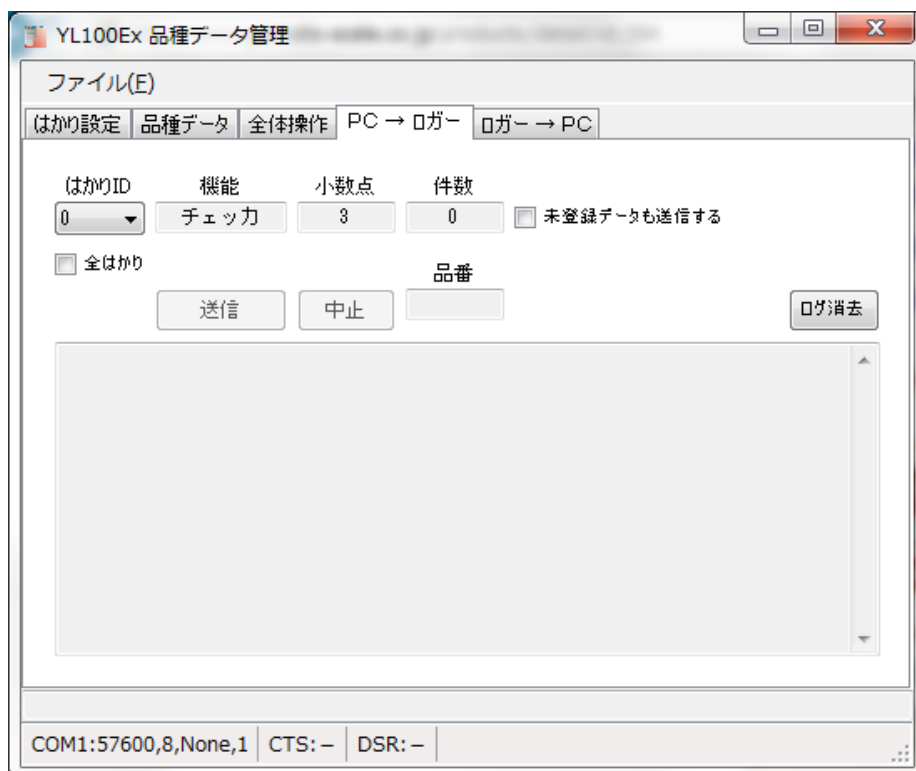 YL100Ex 品種データ管理
ファイル(F)
はかり設定 品種データ 全体操作 PC → ロガー ロガー → PC
はかりID 機能 小数点 件数
0 チェッカ 3 0 未登録データも送信する
全はかり 品番
送信 中止 ログ消去
COM1:57600,8,None,1 CTS: – DSR: –